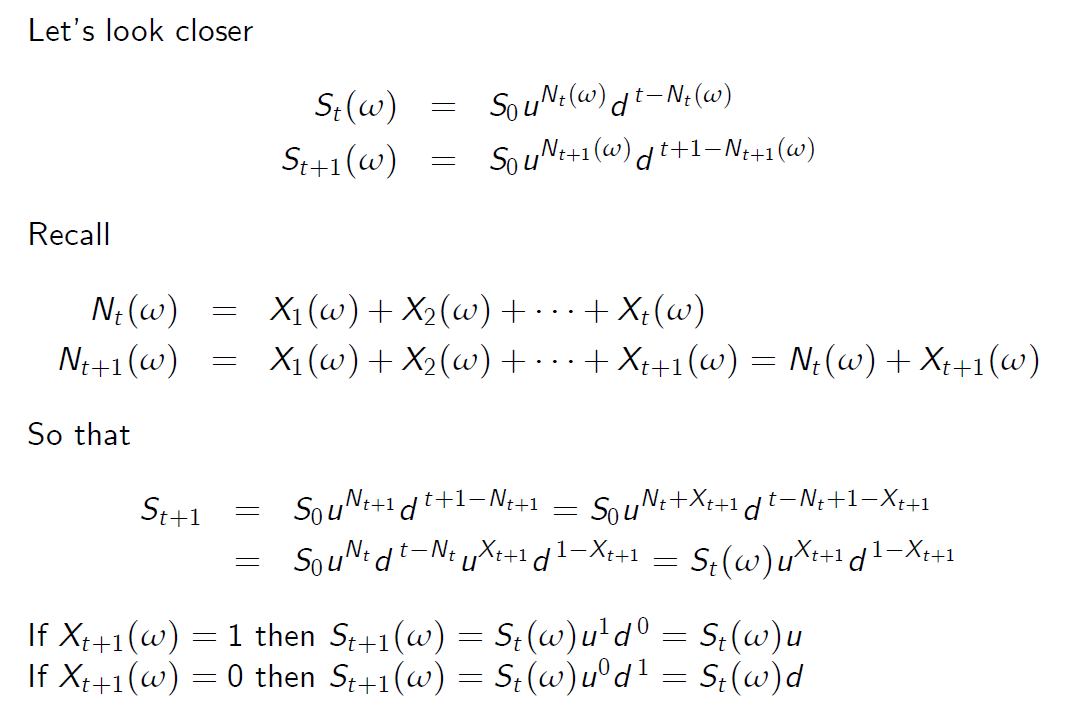 Let's look closer
S_t(ω) = S_0 u^{N_t(ω)} d^{t−N_t(ω)}
S_{t+1}(ω) = S_0 u^{N_{t+1}(ω)} d^{t+1−N_{t+1}(ω)}
Recall
N_t(ω) = X_1(ω) + X_2(ω) + ⋯ + X_t(ω)
N_{t+1}(ω) = X_1(ω) + X_2(ω) + ⋯ + X_{t+1}(ω) = N_t(ω) + X_{t+1}(ω)
So that
S_{t+1} = S_0 u^{N_{t+1}} d^{t+1−N_{t+1}} = S_0 u^{N_t+X_{t+1}} d^{t−N_t+1−X_{t+1}}
= S_0 u^{N_t} d^{t−N_t} u^{X_{t+1}} d^{1−X_{t+1}} = S_t(ω) u^{X_{t+1}} d^{1−X_{t+1}}
If X_{t+1}(ω) = 1 then S_{t+1}(ω) = S_t(ω) u^1 d^0 = S_t(ω) u
If X_{t+1}(ω) = 0 then S_{t+1}(ω) = S_t(ω) u^0 d^1 = S_t(ω) d